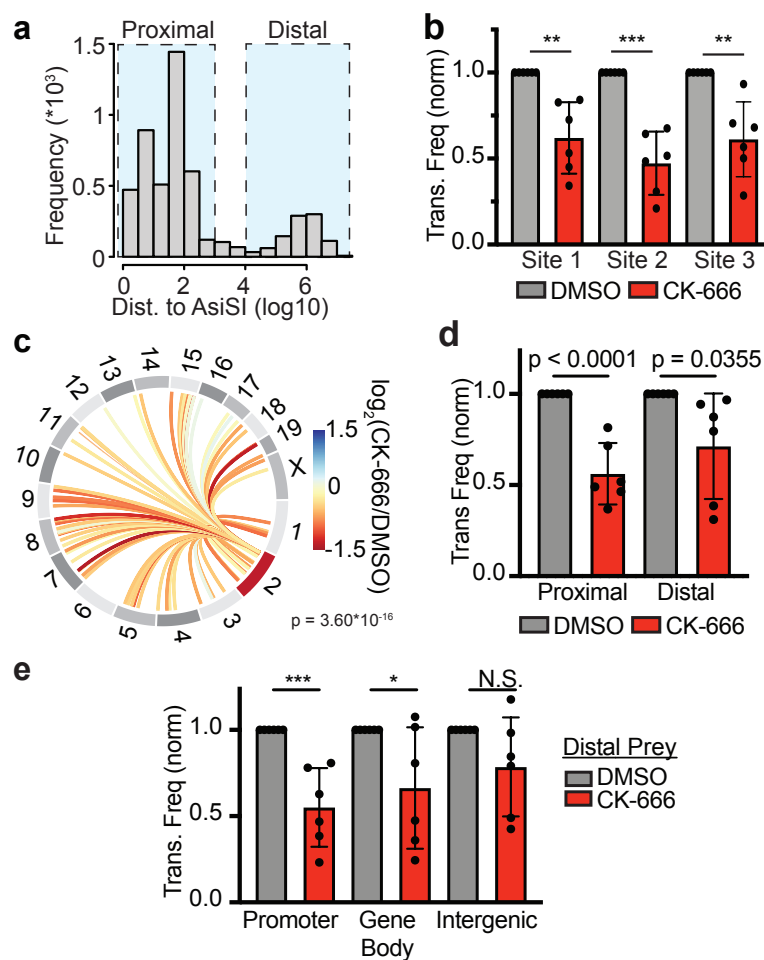 a
Proximal
Distal
Frequency (*10³)
1.5
1
0.5
0
0 2 4 6
Dist. to AsiSI (log10)
b
Trans. Freq (norm)
** *** **
1.0
0.5
0.0
Site 1 Site 2 Site 3
DMSO CK-666
c
1
2
3
4
5
6
7
8
9
10
11
12
13
14
15
16
17
18
19
X
log₂(CK-666/DMSO)
1.5
0
-1.5
p = 3.60*10⁻¹⁶
d
Trans Freq (norm)
p < 0.0001 p = 0.0355
1.0
0.5
0.0
Proximal Distal
DMSO CK-666
e
Trans. Freq (norm)
*** * N.S.
1.0
0.5
0.0
Promoter Gene Intergenic
Body
Distal Prey
DMSO
CK-666